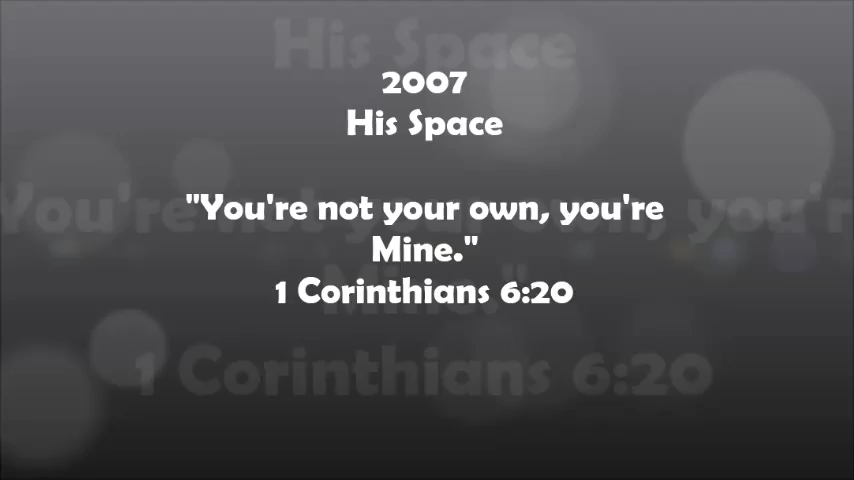 2007
His Space
"You're not your own, you're
Mine."
1 Corinthians 6:20